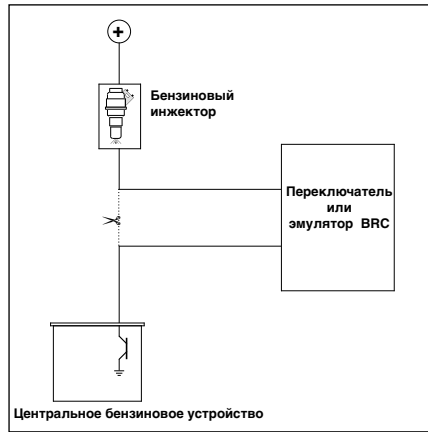 +
Бензиновый
инжектор
Переключатель
или
эмулятор BRC
Центральное бензиновое устройство